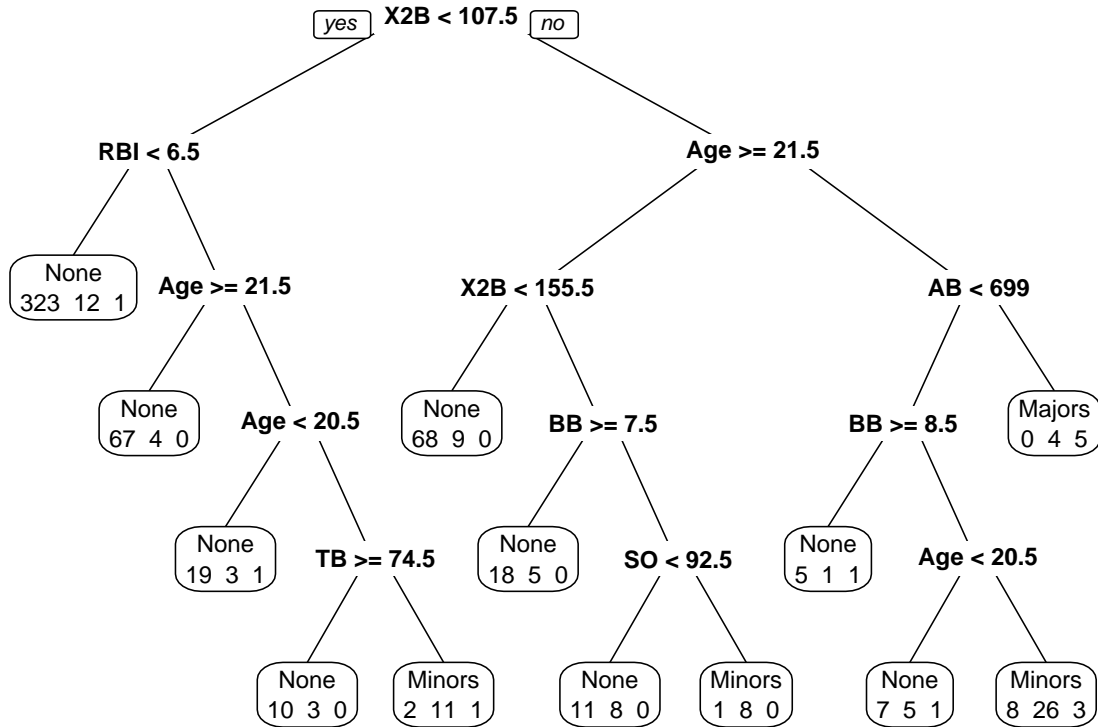 X2B < 107.5
yes
no
RBI < 6.5
Age >= 21.5
None
323 12 1
Age >= 21.5
X2B < 155.5
AB < 699
None
67 4 0
Age < 20.5
None
68 9 0
BB >= 7.5
BB >= 8.5
Majors
0 4 5
None
19 3 1
TB >= 74.5
None
18 5 0
SO < 92.5
None
5 1 1
Age < 20.5
None
10 3 0
Minors
2 11 1
None
11 8 0
Minors
1 8 0
None
7 5 1
Minors
8 26 3